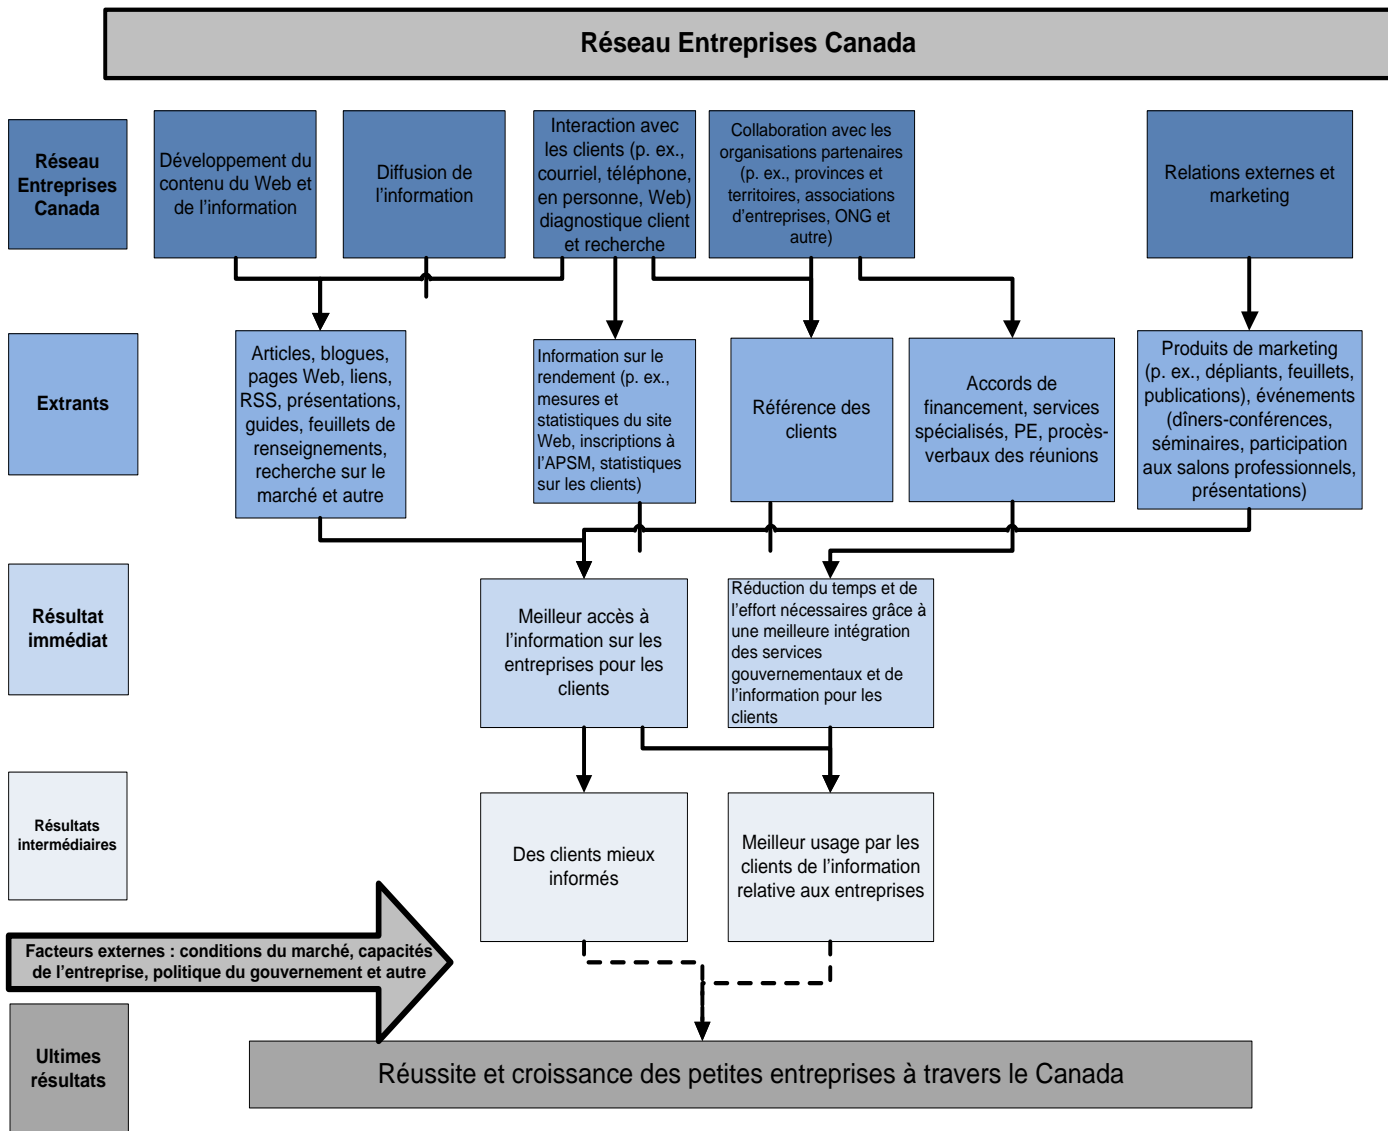 Réseau Entreprises Canada
Réseau
Entreprises
Canada
Développement du
contenu du Web et
de l’information
Diffusion de
l’information
Interaction avec
les clients (p. ex.,
courriel, téléphone,
en personne, Web)
diagnostique client
et recherche
Collaboration avec les
organisations partenaires
(p. ex., provinces et
territoires, associations
d’entreprises, ONG et
autre)
Relations externes et
marketing
Extrants
Articles, blogues,
pages Web, liens,
RSS, présentations,
guides, feuillets de
renseignements,
recherche sur le
marché et autre
Information sur le
rendement (p. ex.,
mesures et
statistiques du site
Web, inscriptions à
l’APSM, statistiques
sur les clients)
Référence des
clients
Accords de
financement, services
spécialisés, PE, procès-
verbaux des réunions
Produits de marketing
(p. ex., dépliants, feuillets,
publications), événements
(dîners-conférences,
séminaires, participation
aux salons professionnels,
présentations)
Résultat
immédiat
Meilleur accès à
l’information sur les
entreprises pour les
clients
Réduction du temps et de
l’effort nécessaires grâce à
une meilleure intégration
des services
gouvernementaux et de
l’information pour les
clients
Résultats
intermédiaires
Des clients mieux
informés
Meilleur usage par les
clients de l’information
relative aux entreprises
Facteurs externes : conditions du marché, capacités
de l’entreprise, politique du gouvernement et autre
Ultimes
résultats
Réussite et croissance des petites entreprises à travers le Canada